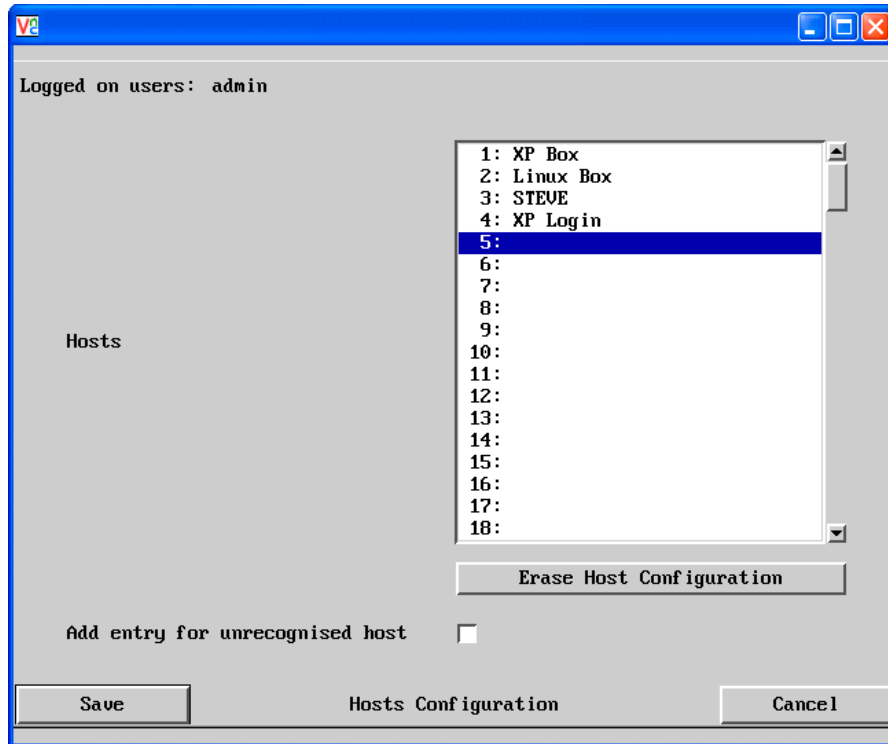 VNC
Logged on users: admin
1: XP Box
2: Linux Box
3: STEVE
4: XP Login
5:
6:
7:
8:
Hosts
9:
10:
11:
12:
13:
14:
15:
16:
17:
18:
Erase Host Configuration
Add entry for unrecognised host
Save Hosts Configuration Cancel